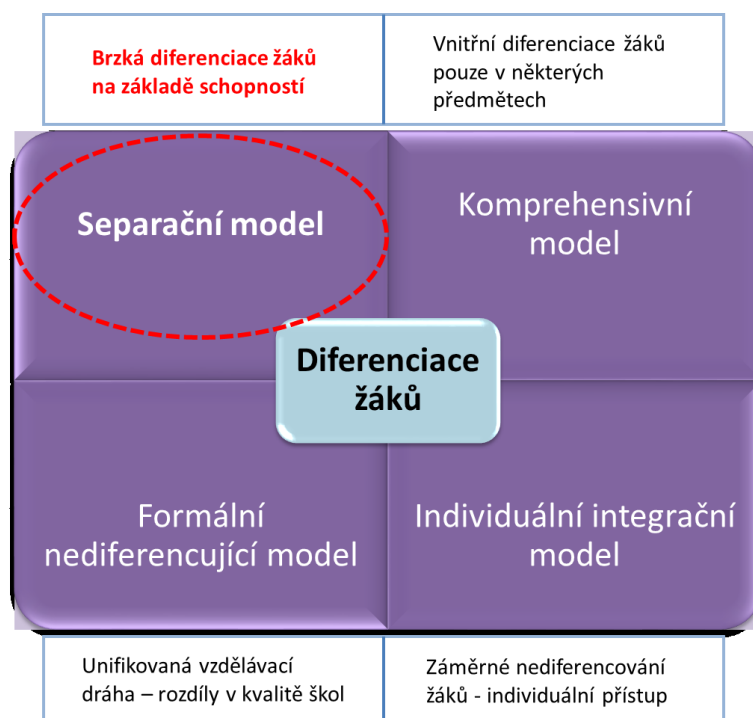 Brzká diferenciace žáků
na základě schopností
Vnitřní diferenciace žáků
pouze v některých
předmětech
Separační model
Komprehensivní
model
Diferenciace
žáků
Formální
nediferencující model
Individuální integrační
model
Unifikovaná vzdělávací
dráha – rozdíly v kvalitě škol
Záměrné nediferencování
žáků - individuální přístup